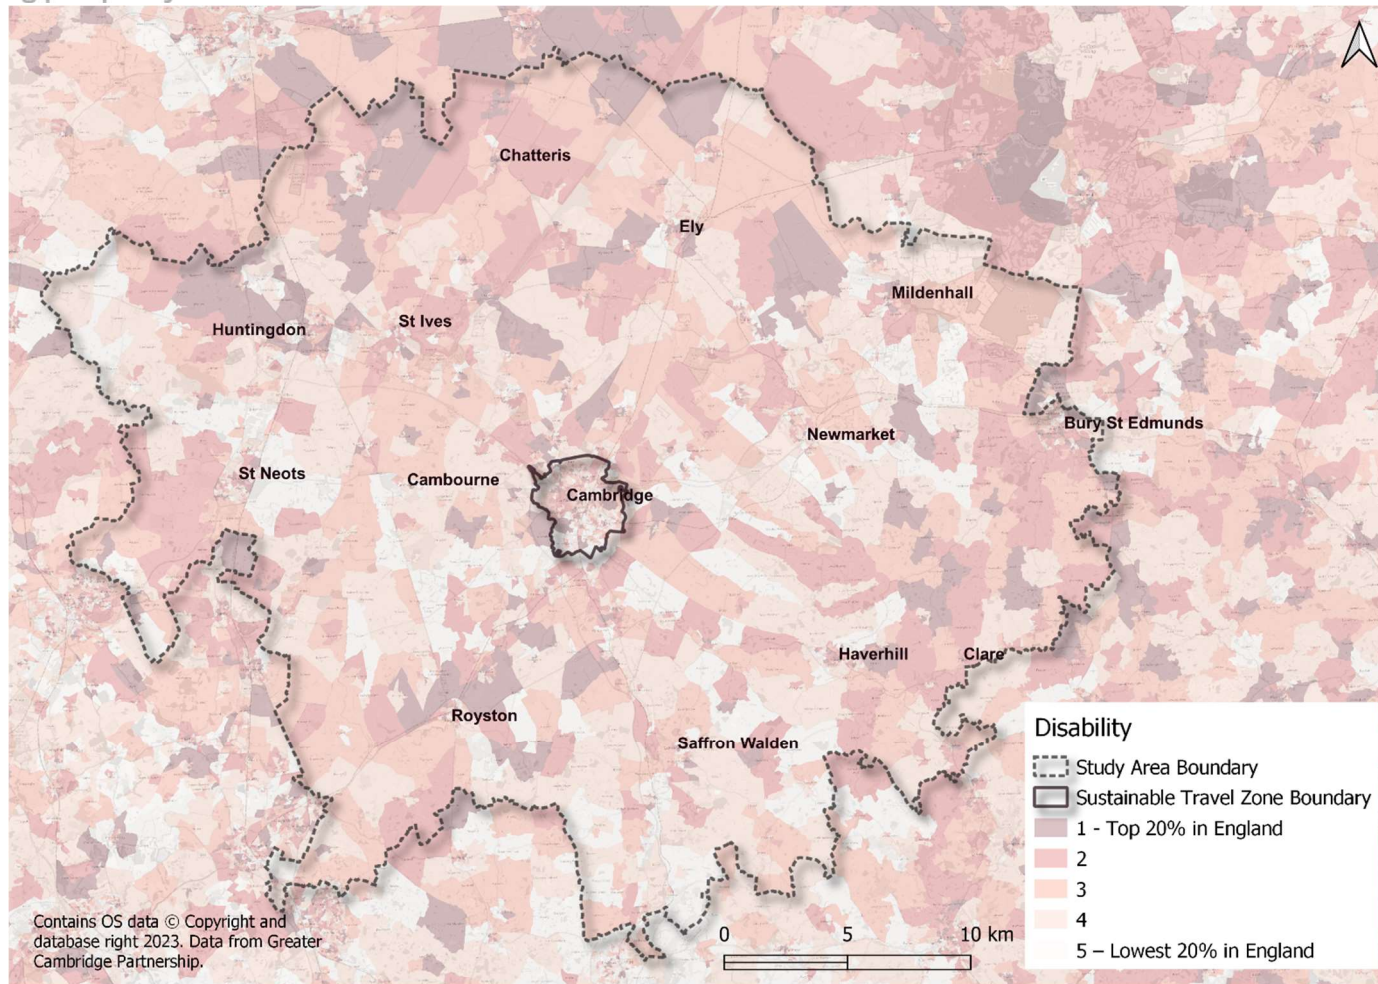 Chatteris
Ely
Mildenhall
Huntingdon
St Ives
Newmarket
Bury St Edmunds
St Neots
Cambourne
Cambridge
Haverhill
Clare
Royston
Saffron Walden
Disability
Study Area Boundary
Sustainable Travel Zone Boundary
1 - Top 20% in England
2
3
4
5 – Lowest 20% in England
0 5 10 km
Contains OS data © Copyright and
database right 2023. Data from Greater
Cambridge Partnership.